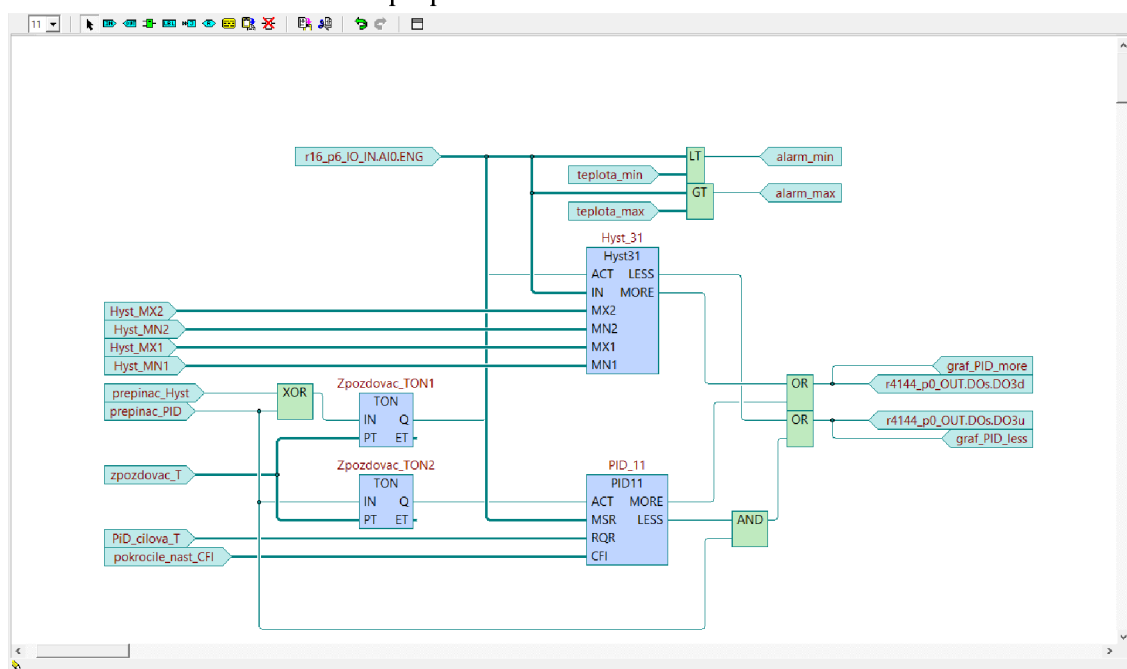 11
r16_p6_IO_IN.AI0.ENG
LT
alarm_min
teplota_min
GT
alarm_max
teplota_max
Hyst_31
Hyst31
ACT LESS
IN MORE
MX2
MN2
MX1
MN1
Hyst_MX2
Hyst_MN2
Hyst_MX1
Hyst_MN1
prepinac_Hyst
prepinac_PID
XOR
Zpozdovac_TON1
TON
IN Q
PT ET
OR
graf_PID_more
r4144_p0_OUT.DOs.DO3d
OR
r4144_p0_OUT.DOs.DO3u
graf_PID_less
zpozdovac_T
Zpozdovac_TON2
TON
IN Q
PT ET
PID_11
PID11
ACT MORE
MSR LESS
RQR
CFI
AND
PiD_cilova_T
pokrocile_nast_CFI